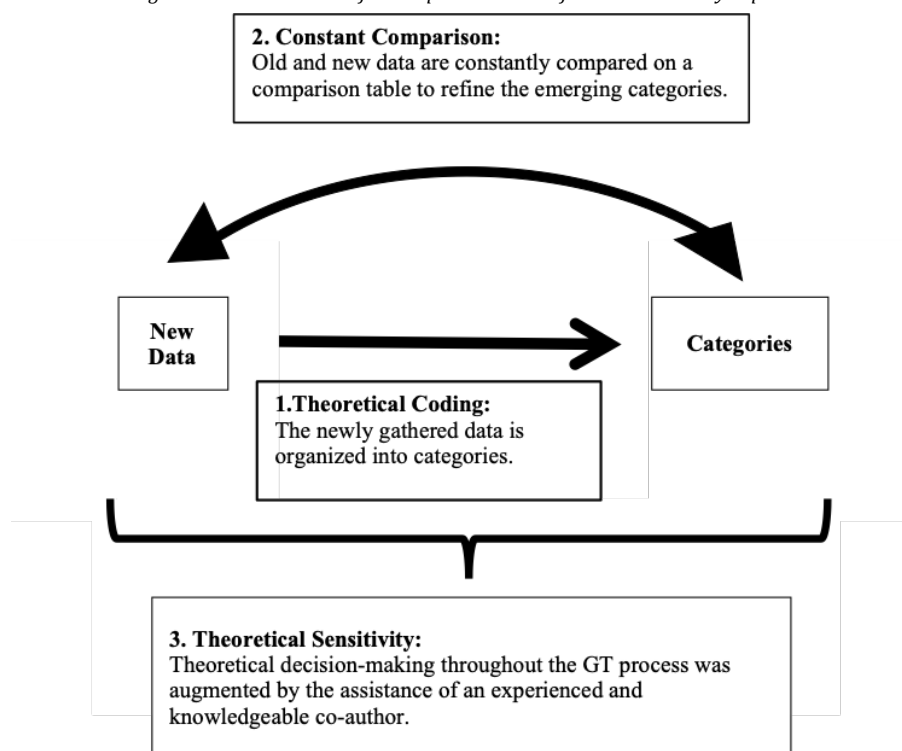 2. Constant Comparison:
Old and new data are constantly compared on a
comparison table to refine the emerging categories.
New
Data
Categories
1.Theoretical Coding:
The newly gathered data is
organized into categories.
3. Theoretical Sensitivity:
Theoretical decision-making throughout the GT process was
augmented by the assistance of an experienced and
knowledgeable co-author.